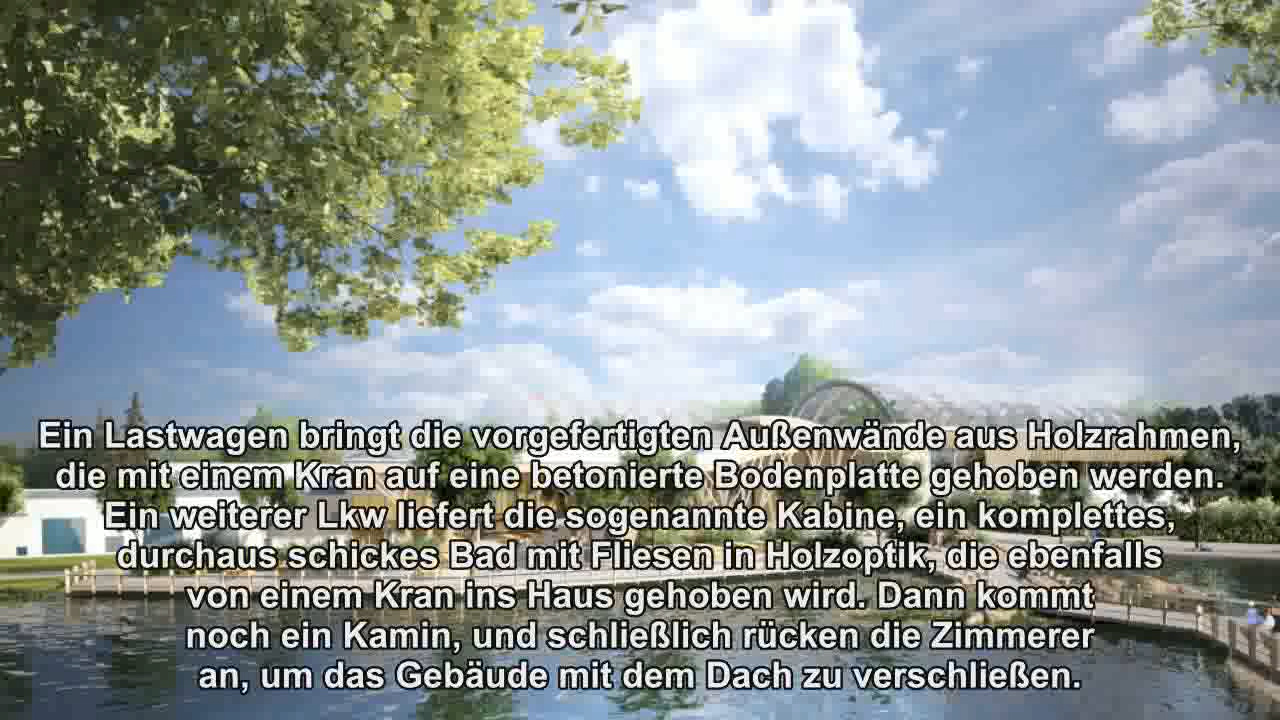 Ein Lastwagen bringt die vorgefertigten Außenwände aus Holzrahmen,
die mit einem Kran auf eine betonierte Bodenplatte gehoben werden.
Ein weiterer Lkw liefert die sogenannte Kabine, ein komplettes,
durchaus schickes Bad mit Fliesen in Holzoptik, die ebenfalls
von einem Kran ins Haus gehoben wird. Dann kommt
noch ein Kamin, und schließlich rücken die Zimmerer
an, um das Gebäude mit dem Dach zu verschließen.